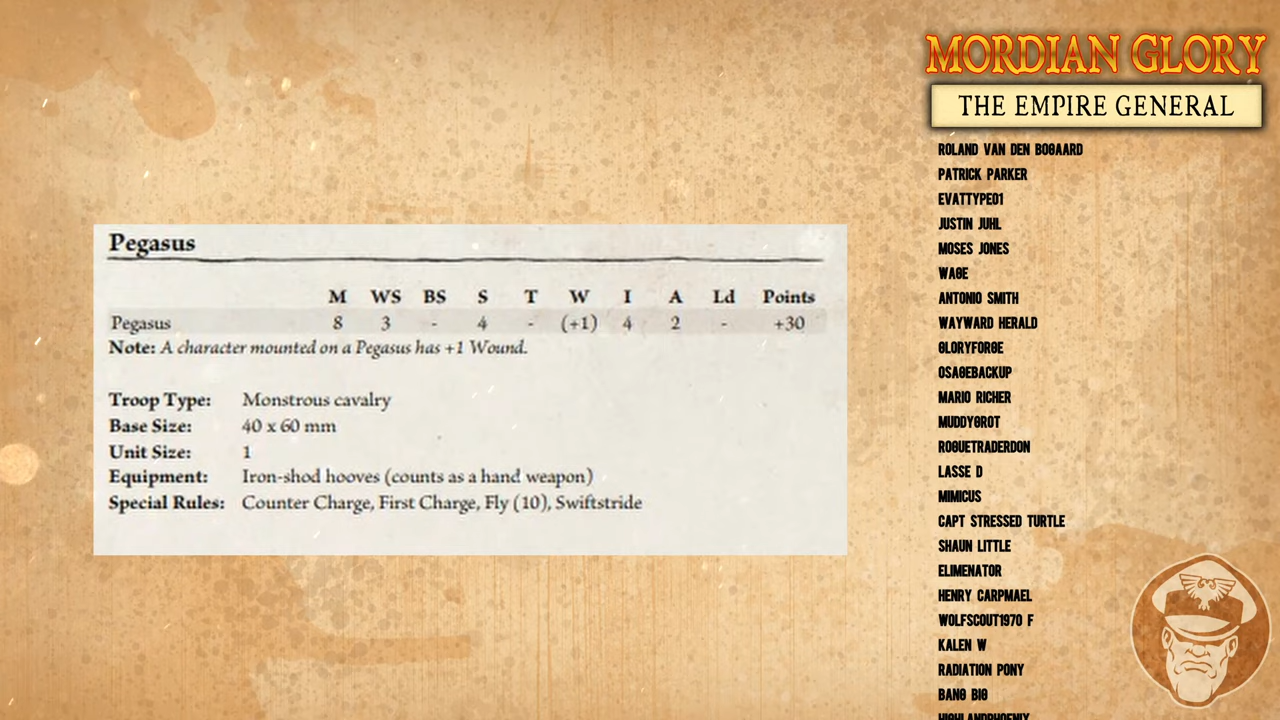 MORDIAN GLORY
THE EMPIRE GENERAL
ROLAND VAN DEN BOGAARD
PATRICK PARKER
EVATTYPE01
JUSTIN JUHL
MOSES JONES
WAGE
ANTONIO SMITH
WAYWARD HERALD
GLORYFORGE
OSAGEBACKUP
MARIO RICHER
MUDDYGROT
ROGUETRADERDON
LASSE D
MIMICUS
CAPT STRESSED TURTLE
SHAUN LITTLE
ELIMENATOR
HENRY CARPMAEL
WOLFSCOUT1970 F
KALEN W
RADIATION PONY
BANG BIG
HIGHLANDPHOENIX
Pegasus
M WS BS S T W I A Ld Points
Pegasus 8 3 - 4 - (+1) 4 2 - +30
Note: A character mounted on a Pegasus has +1 Wound.
Troop Type: Monstrous cavalry
Base Size: 40 x 60 mm
Unit Size: 1
Equipment: Iron-shod hooves (counts as a hand weapon)
Special Rules: Counter Charge, First Charge, Fly (10), Swiftstride